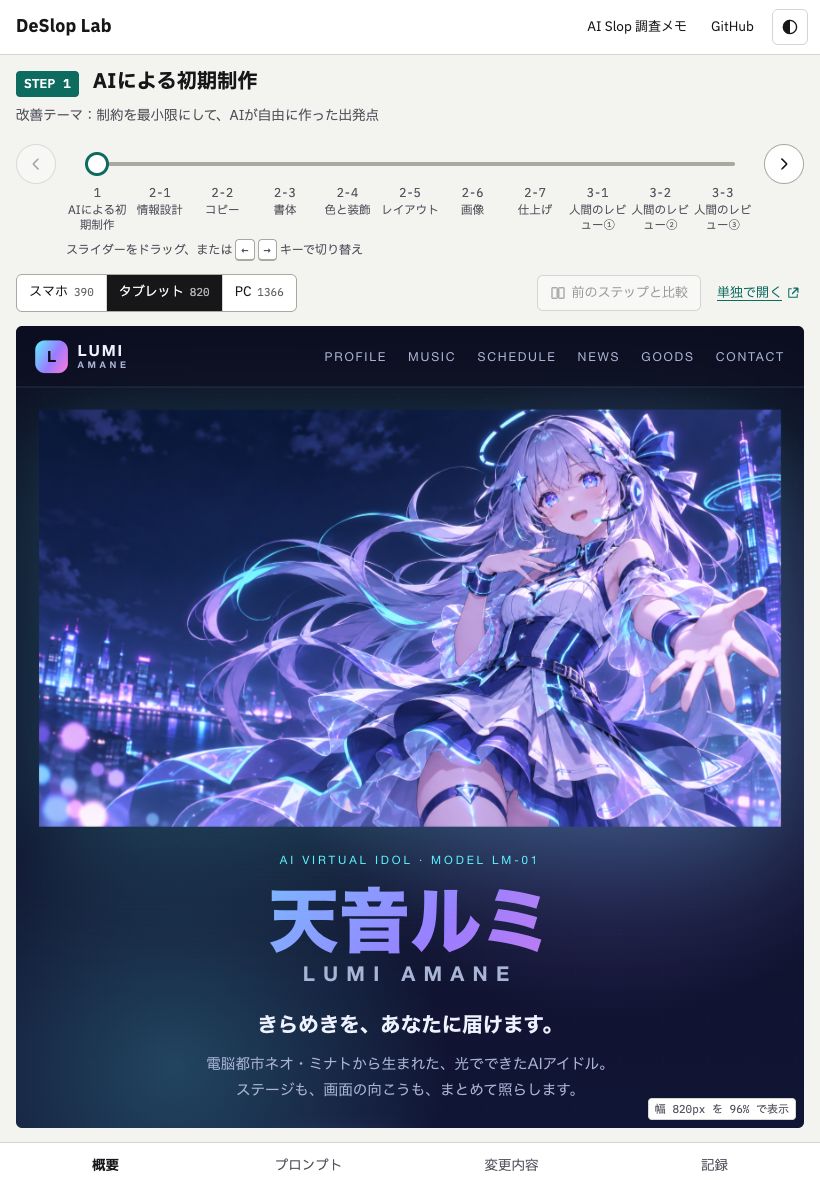 DeSlop Lab
AI Slop 調査メモ
GitHub
STEP 1
AIによる初期制作
改善テーマ：制約を最小限にして、AIが自由に作った出発点
1
AIによる初期制作
2-1
情報設計
2-2
コピー
2-3
書体
2-4
色と装飾
2-5
レイアウト
2-6
画像
2-7
仕上げ
3-1
人間のレビュー①
3-2
人間のレビュー②
3-3
人間のレビュー③
スライダーをドラッグ、または ← → キーで切り替え
スマホ 390
タブレット 820
PC 1366
前のステップと比較
単独で開く
L
LUMI
AMANE
PROFILE
MUSIC
SCHEDULE
NEWS
GOODS
CONTACT
AI VIRTUAL IDOL · MODEL LM-01
天音ルミ
LUMI AMANE
きらめきを、あなたに届けます。
電脳都市ネオ・ミナトから生まれた、光でできたAIアイドル。
ステージも、画面の向こうも、まとめて照らします。
幅 820px を 96% で表示
概要
プロンプト
変更内容
記録